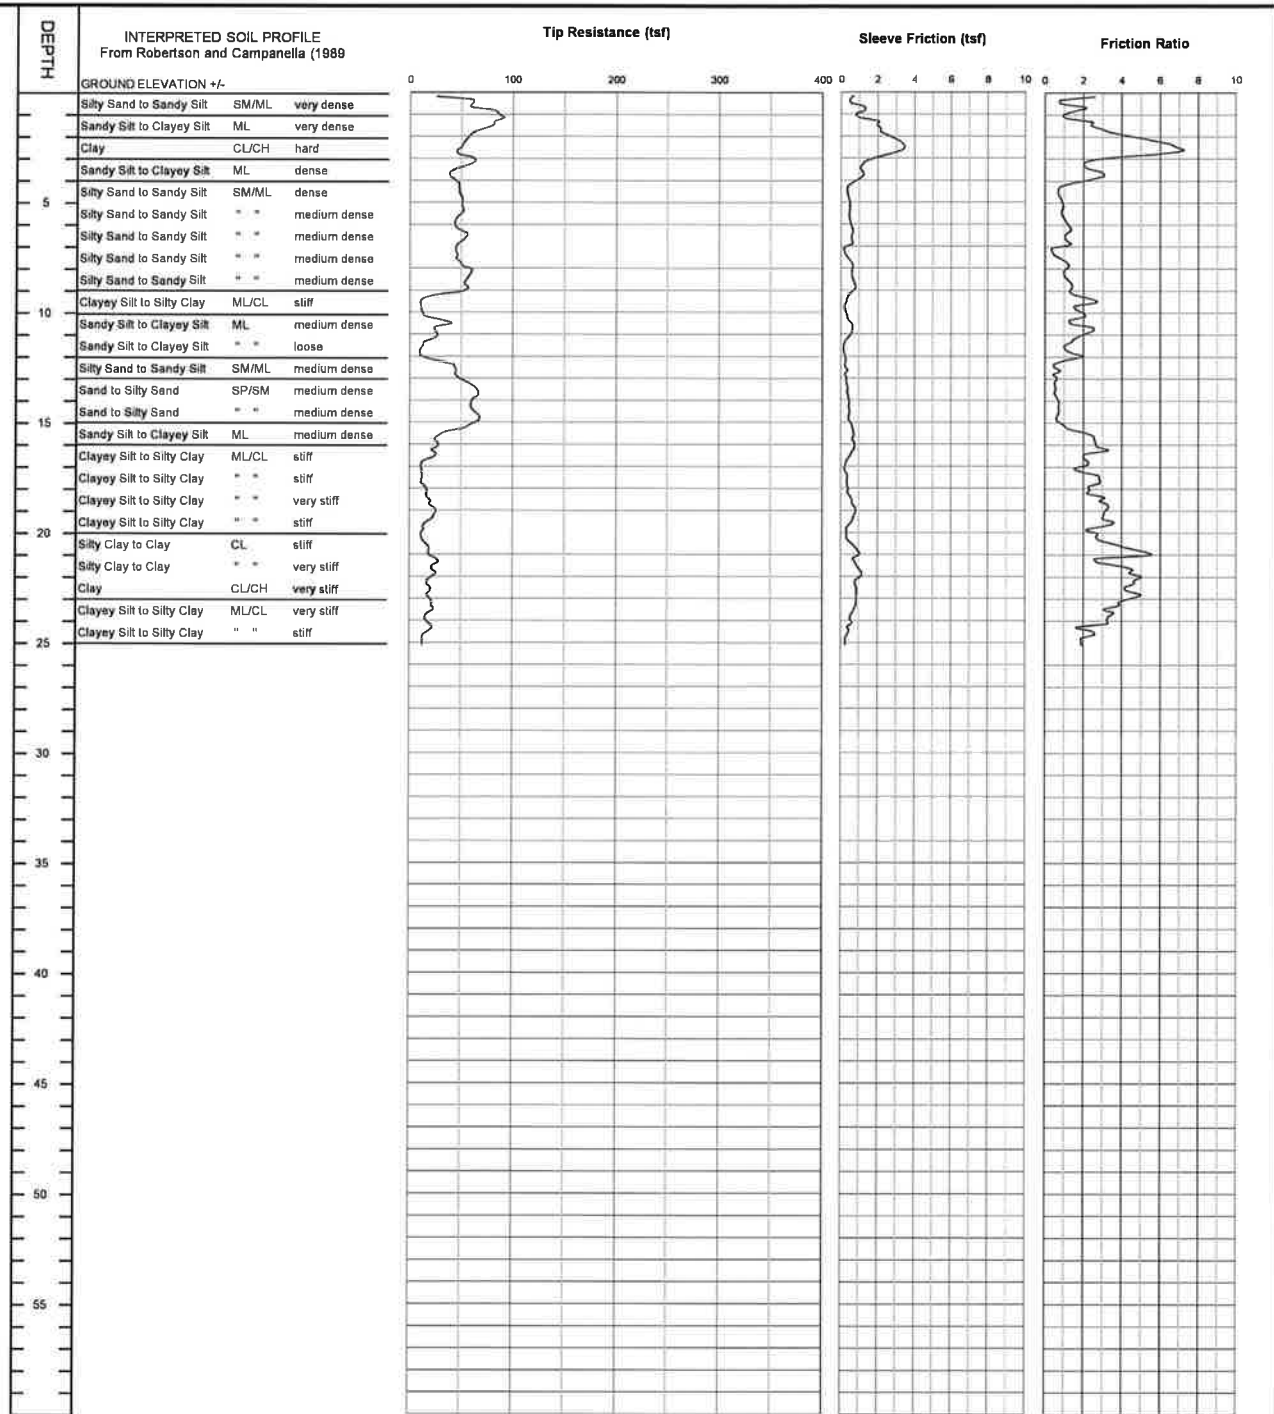 DEPTH
INTERPRETED SOIL PROFILE
From Robertson and Campanella (1989
GROUND ELEVATION +/-
Tip Resistance (tsf)
0 100 200 300 400
Sleeve Friction (tsf)
0 2 4 6 8 10
Friction Ratio
0 2 4 6 8 10
Silty Sand to Sandy Silt SM/ML very dense
Sandy Silt to Clayey Silt ML very dense
Clay CL/CH hard
Sandy Silt to Clayey Silt ML dense
5 Silty Sand to Sandy Silt SM/ML dense
Silty Sand to Sandy Silt " " medium dense
Silty Sand to Sandy Silt " " medium dense
Silty Sand to Sandy Silt " " medium dense
Silty Sand to Sandy Silt " " medium dense
10 Clayey Silt to Silty Clay ML/CL stiff
Sandy Silt to Clayey Silt ML medium dense
Sandy Silt to Clayey Silt " " loose
Silty Sand to Sandy Silt SM/ML medium dense
Sand to Silty Sand SP/SM medium dense
15 Sand to Silty Sand " " medium dense
Sandy Silt to Clayey Silt ML medium dense
Clayey Silt to Silty Clay ML/CL stiff
Clayey Silt to Silty Clay " " stiff
Clayey Silt to Silty Clay " " very stiff
20 Clayey Silt to Silty Clay " " stiff
Silty Clay to Clay CL stiff
Silty Clay to Clay " " very stiff
Clay CL/CH very stiff
Clayey Silt to Silty Clay ML/CL very stiff
25 Clayey Silt to Silty Clay " " stiff
30
35
40
45
50
55